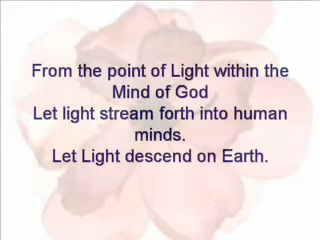 From the point of Light within the
Mind of God
Let light stream forth into human
minds.
Let Light descend on Earth.